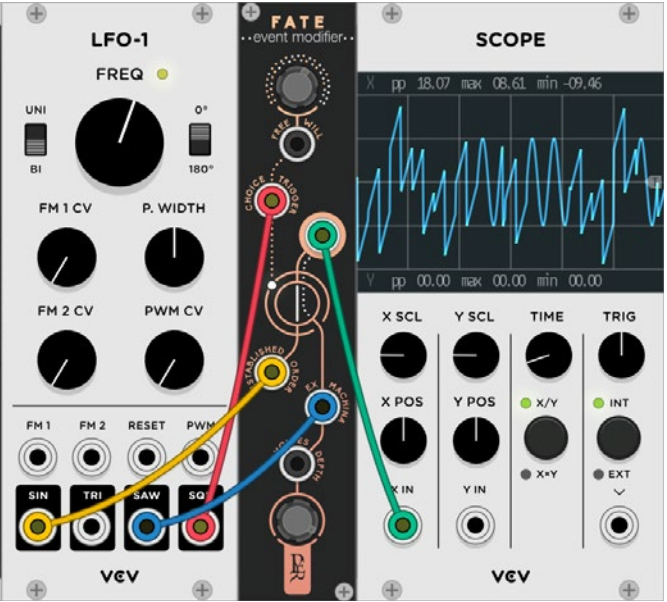 LFO-1
FREQ
UNI
0°
BI
180°
FM 1 CV
P. WIDTH
FM 2 CV
PWM CV
FM 1
FM 2
RESET
PWM
SIN
TRI
SAW
FATE
event modifier
FREE WILL
CHOICE TRIGGER
ORDER
EX MACHINA
DEPTH
SCOPE
X pp 18.07 max 08.61 min -09.46
Y pp 00.00 max 00.00 min 00.00
X SCL
Y SCL
TIME
TRIG
X POS
Y POS
X/Y
INT
X×Y
EXT
X IN
Y IN
VCV
VCV